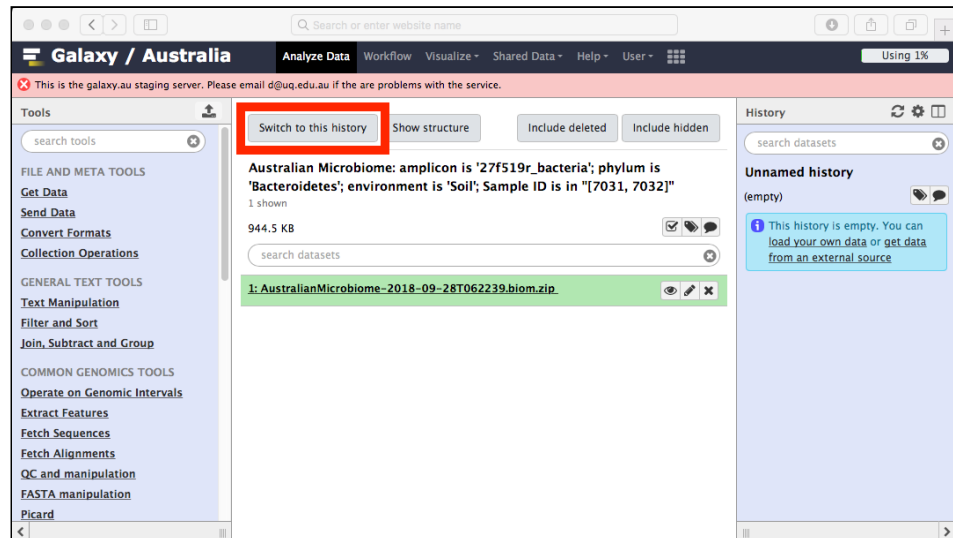 Search or enter website name
Galaxy / Australia
Analyze Data Workflow Visualize Shared Data Help User
Using 1%
This is the galaxy.au staging server. Please email d@uq.edu.au if the are problems with the service.
Tools
search tools
FILE AND META TOOLS
Get Data
Send Data
Convert Formats
Collection Operations
GENERAL TEXT TOOLS
Text Manipulation
Filter and Sort
Join, Subtract and Group
COMMON GENOMICS TOOLS
Operate on Genomic Intervals
Extract Features
Fetch Sequences
Fetch Alignments
QC and manipulation
FASTA manipulation
Picard
Switch to this history Show structure Include deleted Include hidden
Australian Microbiome: amplicon is '27f519r_bacteria'; phylum is
'Bacteroidetes'; environment is 'Soil'; Sample ID is in "[7031, 7032]"
1 shown
944.5 KB
search datasets
1: AustralianMicrobiome-2018-09-28T062239.biom.zip
History
search datasets
Unnamed history
(empty)
This history is empty. You can
load your own data or get data
from an external source